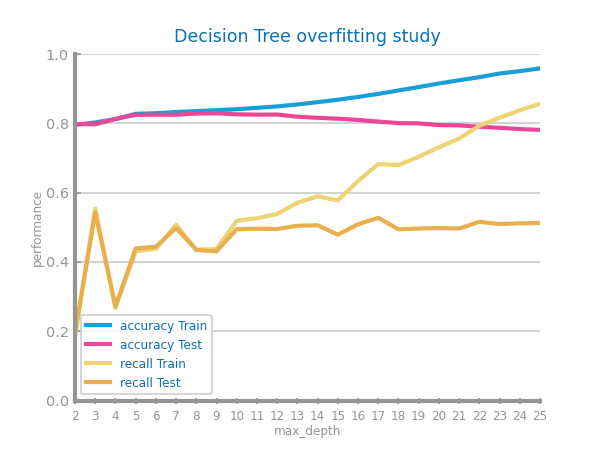 Decision Tree overfitting study
1.0
0.8
0.6
0.4
0.2
0.0
performance
accuracy Train
accuracy Test
recall Train
recall Test
2 3 4 5 6 7 8 9 10 11 12 13 14 15 16 17 18 19 20 21 22 23 24 25
max_depth